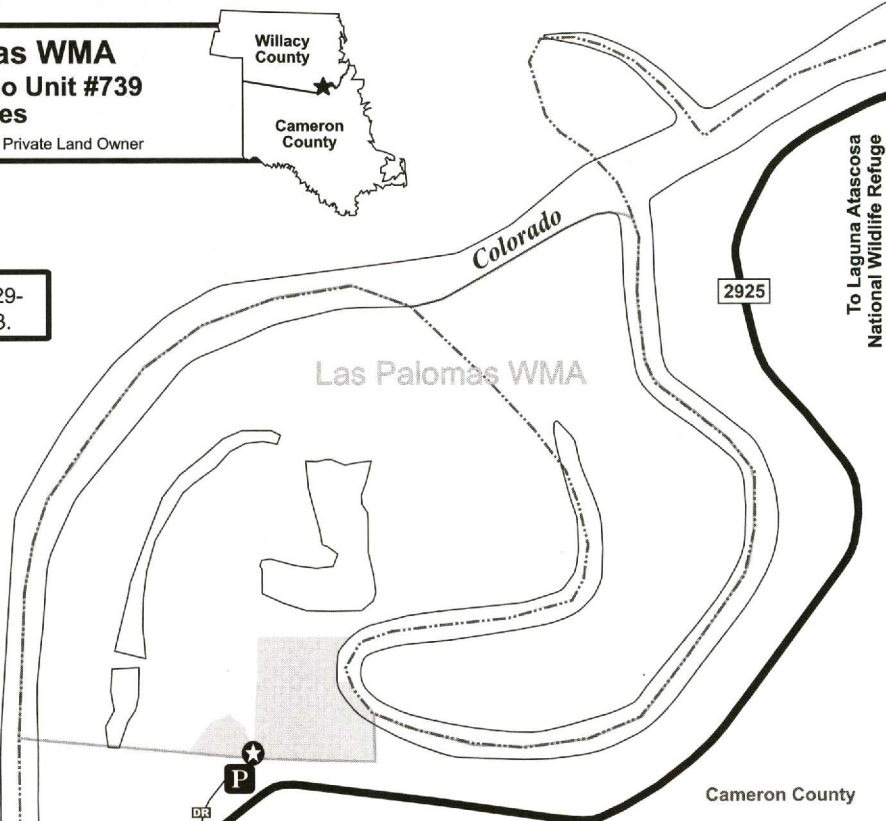 as WMA
o Unit #739
es
Private Land Owner
Willacy
County
Cameron
County
29-
3.
Colorado
To Laguna Atascosa
National Wildlife Refuge
2925
Las Palomas WMA
P
DR
Cameron County